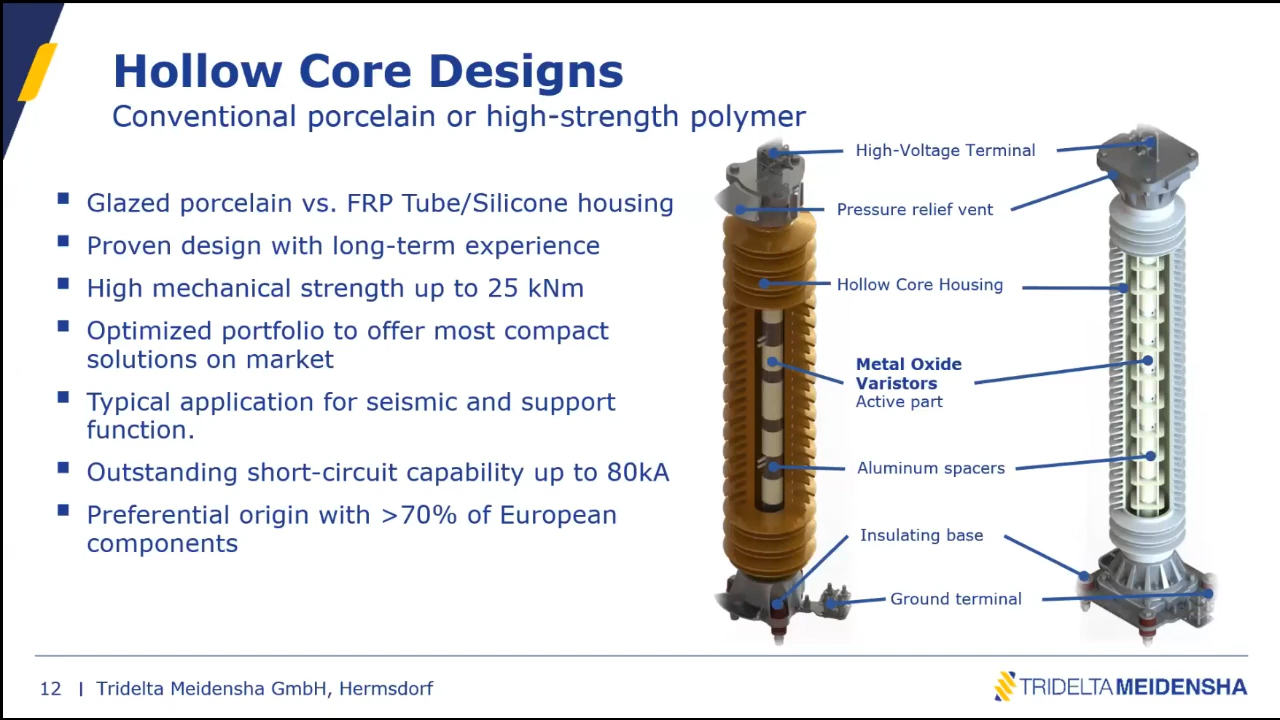 Hollow Core Designs
Conventional porcelain or high-strength polymer
Glazed porcelain vs. FRP Tube/Silicone housing
Proven design with long-term experience
High mechanical strength up to 25 kNm
Optimized portfolio to offer most compact
solutions on market
Typical application for seismic and support
function.
Outstanding short-circuit capability up to 80kA
Preferential origin with >70% of European
components
High-Voltage Terminal
Pressure relief vent
Hollow Core Housing
Metal Oxide
Varistors
Active part
Aluminum spacers
Insulating base
Ground terminal
12 | Tridelta Meidensha GmbH, Hermsdorf
TRIDELTA MEIDENSHA